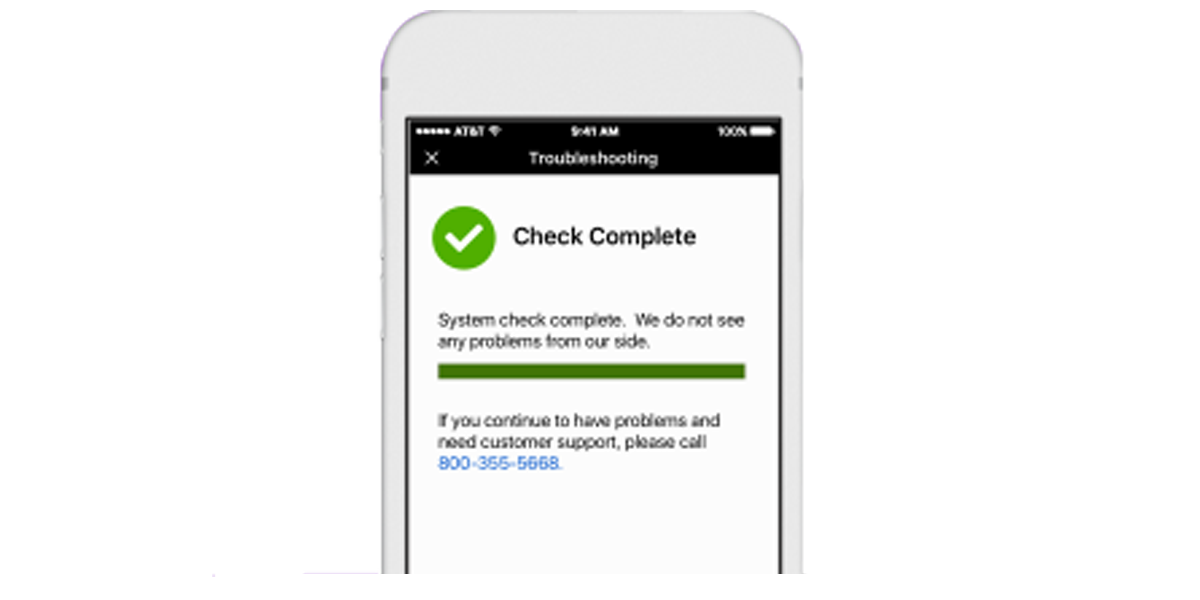 AT&T 9:41 AM 100%
Troubleshooting
Check Complete
System check complete. We do not see
any problems from our side.
If you continue to have problems and
need customer support, please call
800-355-5668.